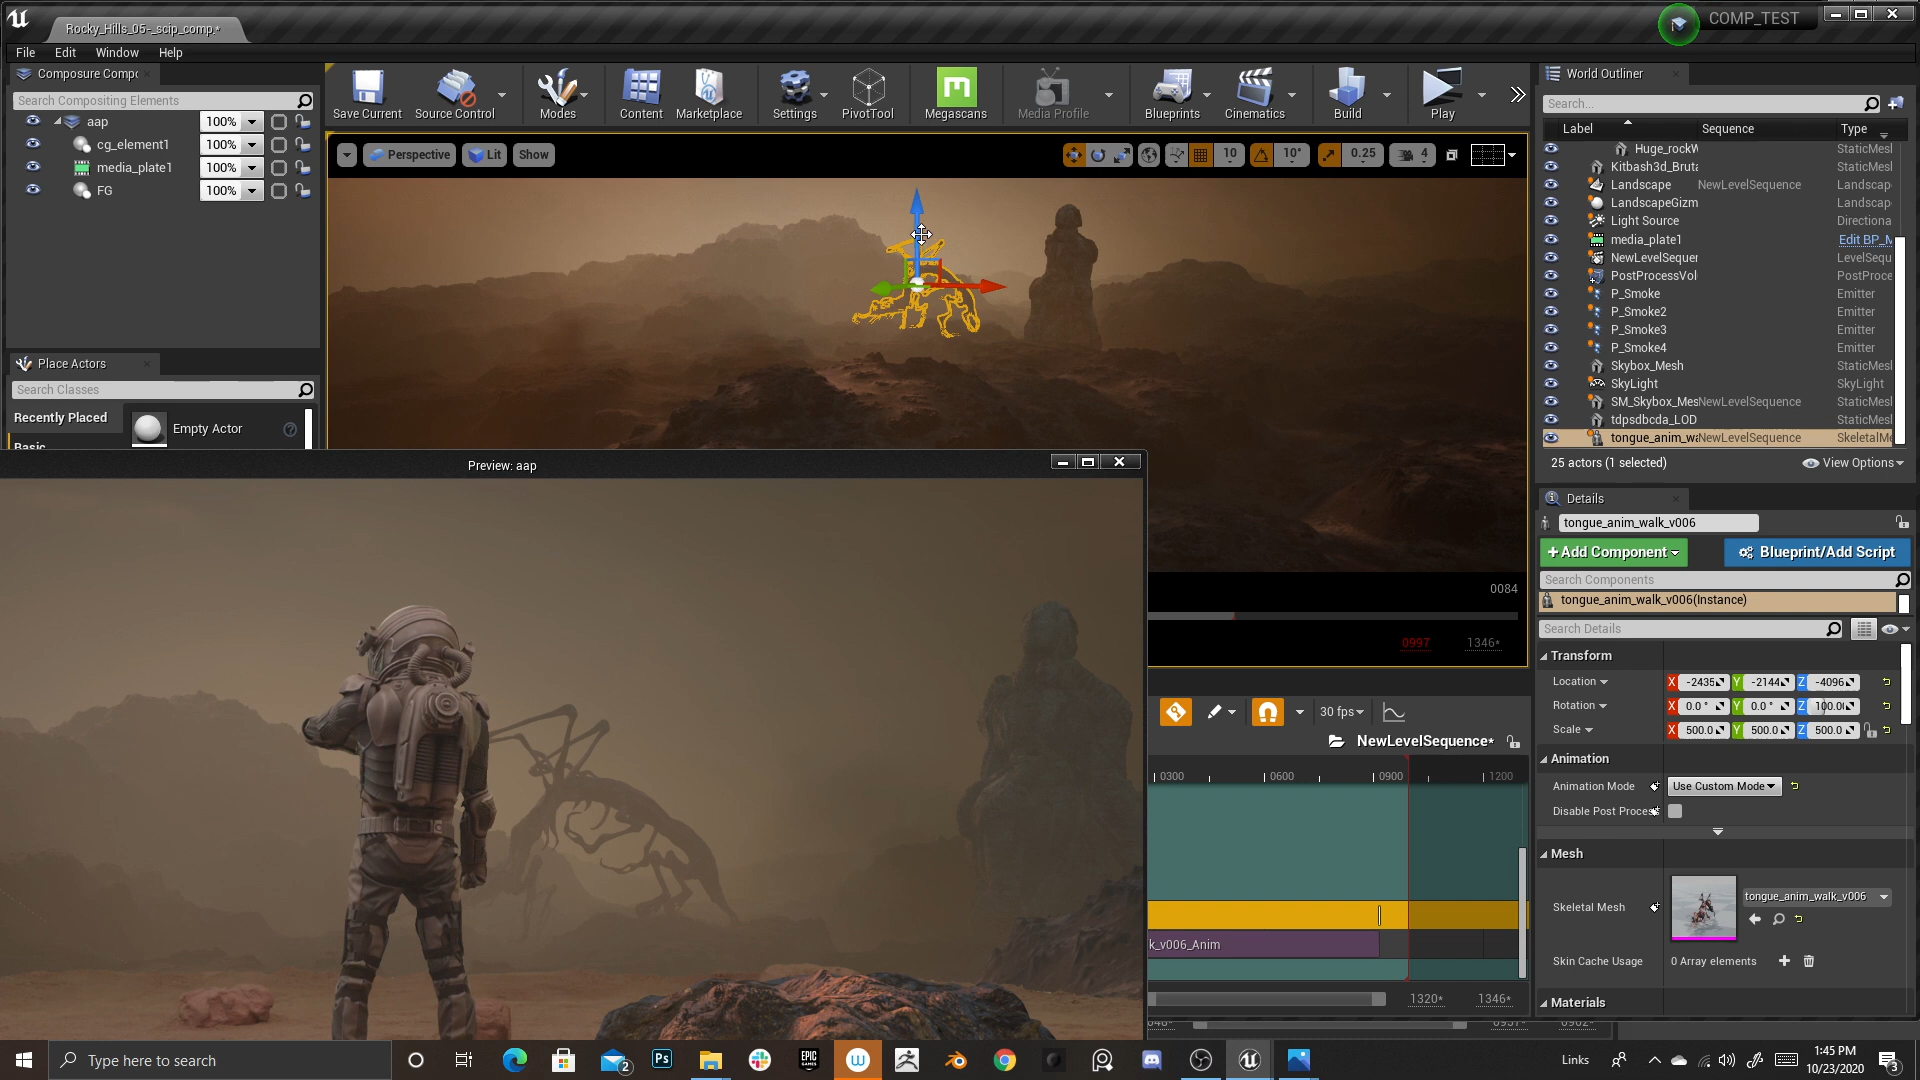 Rocky_Hills_05-_scip_comp*
COMP_TEST
File Edit Window Help
Composure Compo
Search Compositing Elements
aap 100%
cg_element1 100%
media_plate1 100%
FG 100%
Place Actors
Search Classes
Recently Placed
Empty Actor
Basic
Save Current Source Control Modes Content Marketplace Settings PivotTool Megascans Media Profile Blueprints Cinematics Build Play
Perspective Lit Show 10 10° 0.25 4
World Outliner
Search...
Label Sequence Type
Huge_rockW StaticMesl
Kitbash3d_Bruta StaticMesl
Landscape NewLevelSequence Landscap
LandscapeGizm Landscap
Light Source Directiona
media_plate1 Edit BP_M
NewLevelSequer LevelSequ
PostProcessVol PostProce
P_Smoke Emitter
P_Smoke2 Emitter
P_Smoke3 Emitter
P_Smoke4 Emitter
Skybox_Mesh StaticMesl
SkyLight SkyLight
SM_Skybox_Mes NewLevelSequence StaticMesl
tdpsdbcda_LOD StaticMesl
tongue_anim_wa NewLevelSequence SkeletalMe
25 actors (1 selected) View Options
Preview: aap
0084
0997 1346*
30 fps
NewLevelSequence*
0300 0600 0900 1200
k_v006_Anim
1320* 1346*
Details
tongue_anim_walk_v006
+Add Component Blueprint/Add Script
Search Components
tongue_anim_walk_v006(Instance)
Search Details
Transform
Location X -2435 Y -2144 Z -4096
Rotation X 0.0 ° Y 0.0 ° Z 100.0
Scale X 500.0 Y 500.0 Z 500.0
Animation
Animation Mode Use Custom Mode
Disable Post Proces
Mesh
Skeletal Mesh tongue_anim_walk_v006
Skin Cache Usage 0 Array elements
Materials
Type here to search
2
Ps
EPIC GAMES
Links
1:45 PM
10/23/2020
3